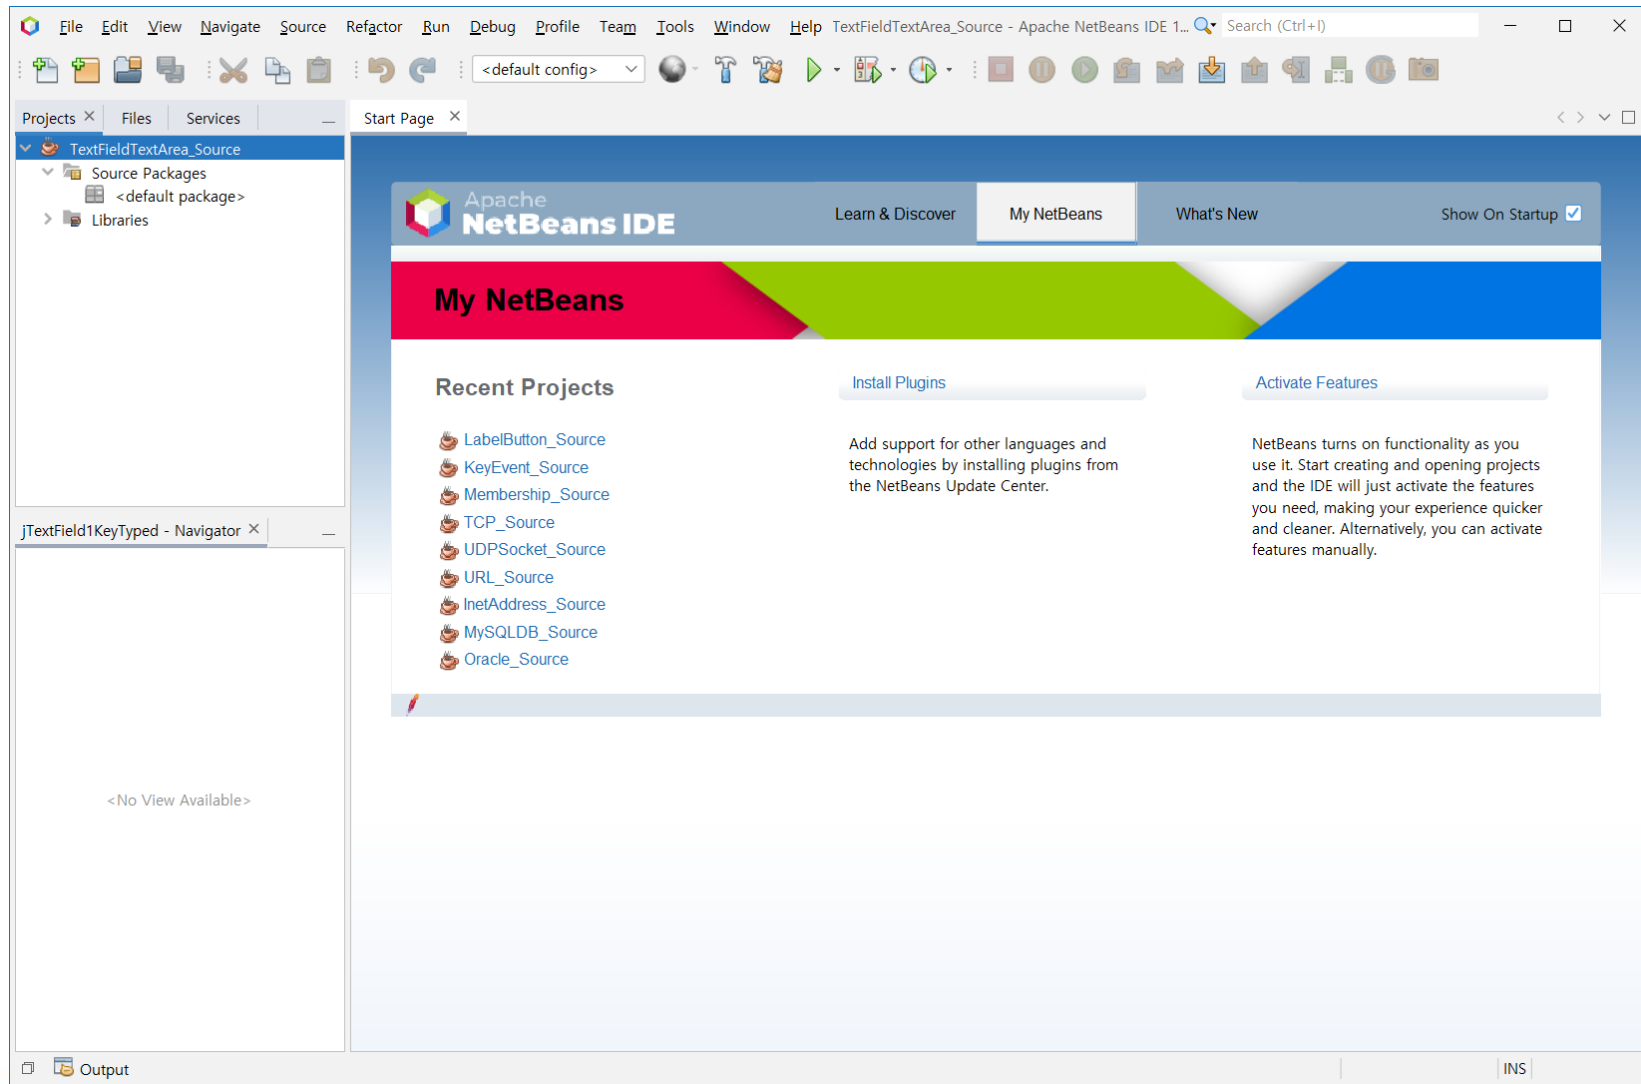 File Edit View Navigate Source Refactor Run Debug Profile Team Tools Window Help TextFieldTextArea_Source - Apache NetBeans IDE 1... Search (Ctrl+I)
<default config>
Projects Files Services
Start Page
TextFieldTextArea_Source
Source Packages
<default package>
Libraries
Apache
NetBeans IDE
Learn & Discover My NetBeans What's New Show On Startup
My NetBeans
Recent Projects
LabelButton_Source
KeyEvent_Source
Membership_Source
TCP_Source
UDPSocket_Source
URL_Source
InetAddress_Source
MySQLDB_Source
Oracle_Source
Install Plugins
Add support for other languages and
technologies by installing plugins from
the NetBeans Update Center.
Activate Features
NetBeans turns on functionality as you
use it. Start creating and opening projects
and the IDE will just activate the features
you need, making your experience quicker
and cleaner. Alternatively, you can activate
features manually.
jTextField1KeyTyped - Navigator
<No View Available>
Output
INS